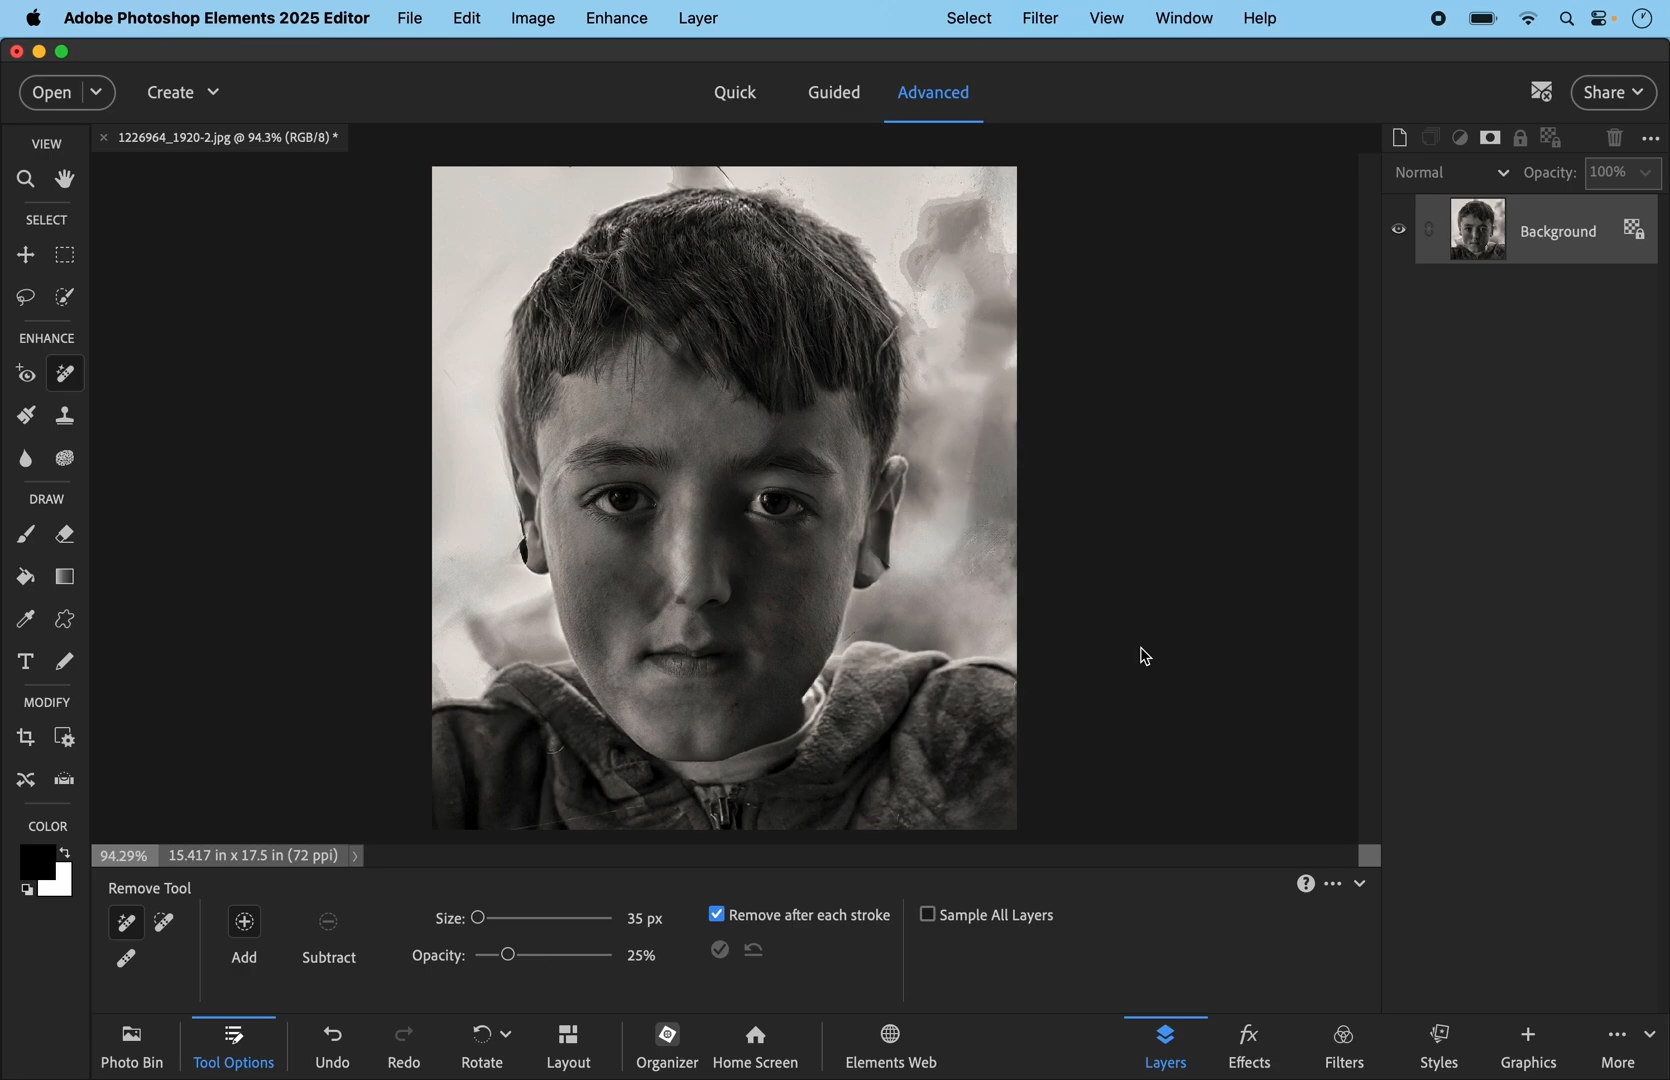 Adobe Photoshop Elements 2025 Editor File Edit Image Enhance Layer Select Filter View Window Help
Open Create Quick Guided Advanced Share
VIEW
× 1226964_1920-2.jpg @ 94.3% (RGB/8) *
Normal Opacity: 100%
SELECT
Background
ENHANCE
DRAW
T
MODIFY
COLOR
94.29% 15.417 in x 17.5 in (72 ppi) >
Remove Tool
Size: 35 px Remove after each stroke Sample All Layers
Add Subtract Opacity: 25%
Photo Bin Tool Options Undo Redo Rotate Layout Organizer Home Screen Elements Web Layers Effects Filters Styles Graphics More